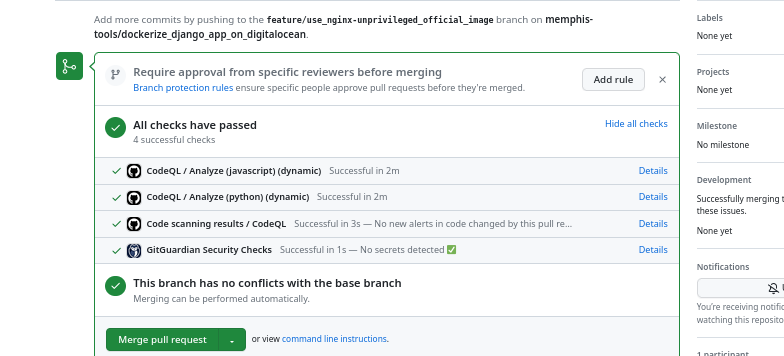 Add more commits by pushing to the feature/use_nginx-unprivileged_official_image branch on memphis-
tools/dockerize_django_app_on_digitalocean.
Require approval from specific reviewers before merging
Branch protection rules ensure specific people approve pull requests before they're merged.
Add rule
All checks have passed
4 successful checks
Hide all checks
CodeQL / Analyze (javascript) (dynamic) Successful in 2m Details
CodeQL / Analyze (python) (dynamic) Successful in 2m Details
Code scanning results / CodeQL Successful in 3s — No new alerts in code changed by this pull re... Details
GitGuardian Security Checks Successful in 1s — No secrets detected ✅ Details
This branch has no conflicts with the base branch
Merging can be performed automatically.
Merge pull request or view command line instructions.
Labels
None yet
Projects
None yet
Milestone
No milestone
Development
Successfully merging t
these issues.
None yet
Notifications
You're receiving notific
watching this reposito
1 participant